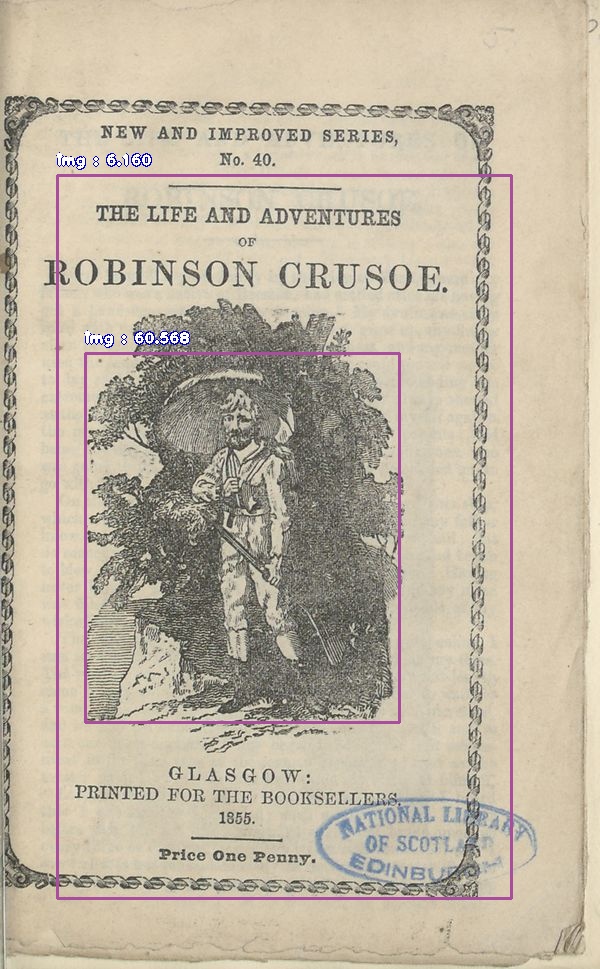 NEW AND IMPROVED SERIES,
No. 40.
img : 6.160
THE LIFE AND ADVENTURES
OF
ROBINSON CRUSOE.
img : 60.568
GLASGOW:
PRINTED FOR THE BOOKSELLERS.
1855.
Price One Penny.
NATIONAL LIBRARY
OF SCOTLAND
EDINBURGH